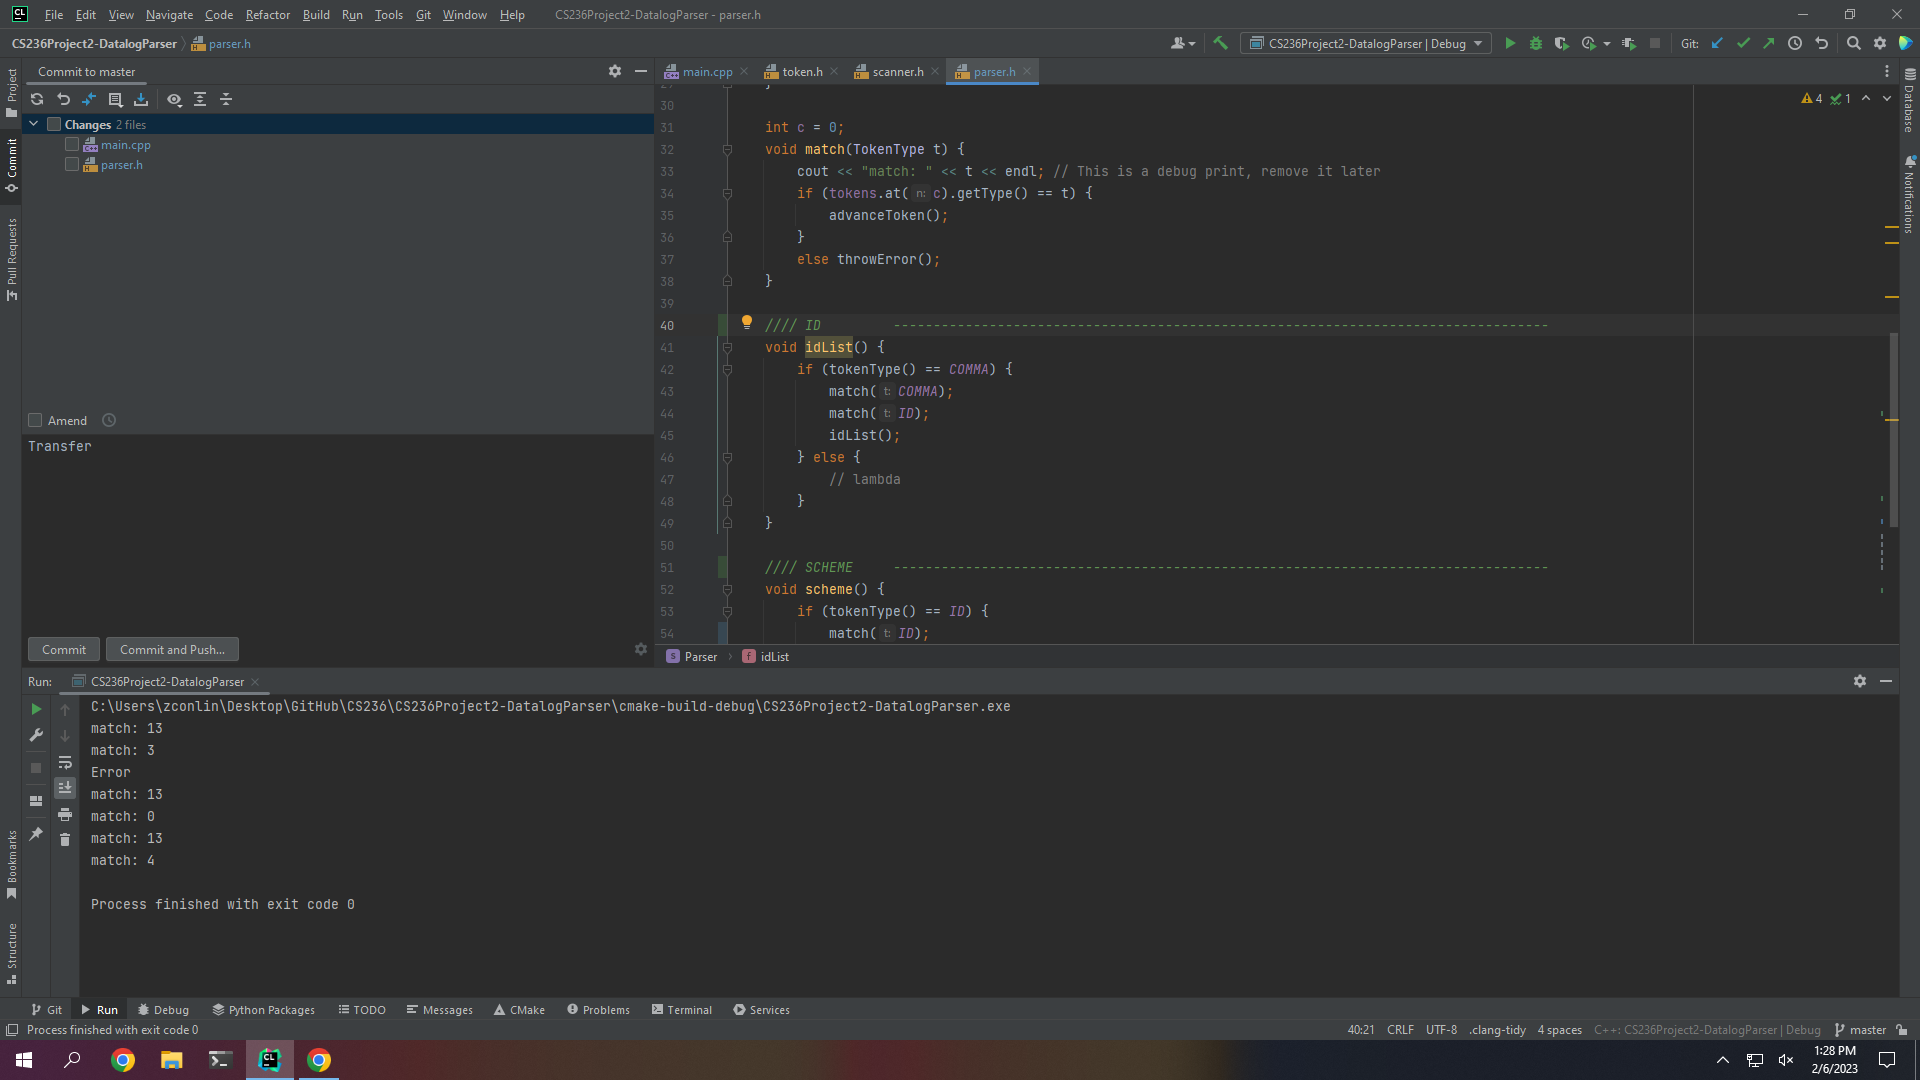 CL File Edit View Navigate Code Refactor Build Run Tools Git Window Help CS236Project2-DatalogParser - parser.h
CS236Project2-DatalogParser parser.h CS236Project2-DatalogParser | Debug Git:
Project
Commit
Pull Requests
Bookmarks
Structure
Commit to master
Changes 2 files
main.cpp
parser.h
Amend
Transfer
Commit Commit and Push...
main.cpp token.h scanner.h parser.h
4 1
29 }
30
31 int c = 0;
32 void match(TokenType t) {
33 cout << "match: " << t << endl; // This is a debug print, remove it later
34 if (tokens.at( n: c).getType() == t) {
35 advanceToken();
36 }
37 else throwError();
38 }
39
40 //// ID ----------------------------------------------------------------------------------
41 void idList() {
42 if (tokenType() == COMMA) {
43 match( t: COMMA);
44 match( t: ID);
45 idList();
46 } else {
47 // lambda
48 }
49 }
50
51 //// SCHEME ----------------------------------------------------------------------------------
52 void scheme() {
53 if (tokenType() == ID) {
54 match( t: ID);
S Parser f idList
Database
Notifications
Run: CS236Project2-DatalogParser
C:\Users\zconlin\Desktop\GitHub\CS236\CS236Project2-DatalogParser\cmake-build-debug\CS236Project2-DatalogParser.exe
match: 13
match: 3
Error
match: 13
match: 0
match: 13
match: 4
Process finished with exit code 0
Git Run Debug Python Packages TODO Messages CMake Problems Terminal Services
Process finished with exit code 0 40:21 CRLF UTF-8 .clang-tidy 4 spaces C++: CS236Project2-DatalogParser | Debug master
CL
1:28 PM
2/6/2023